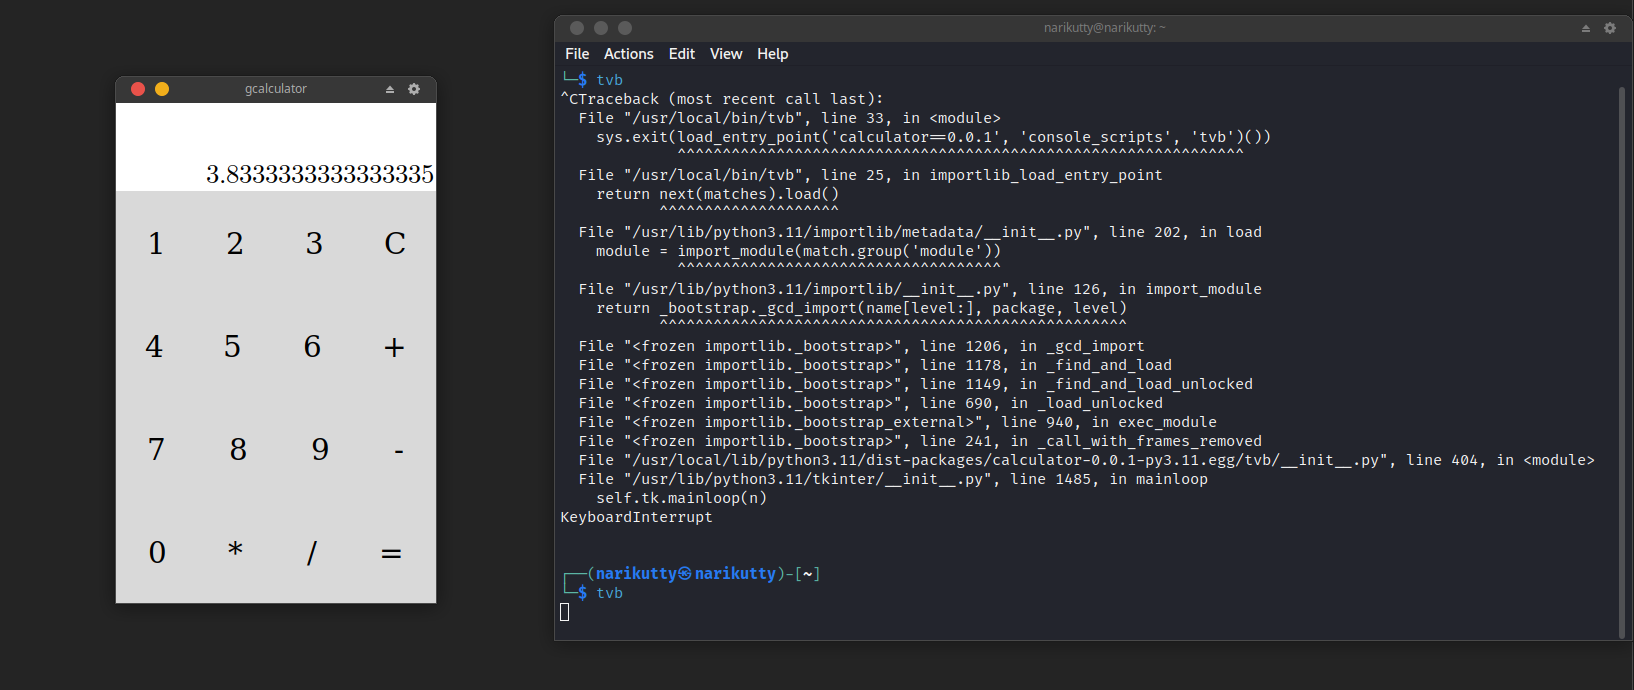 gcalculator
3.8333333333333335
1 2 3 C
4 5 6 +
7 8 9 -
0 * / =
narikutty@narikutty: ~
File Actions Edit View Help
└─$ tvb
^CTraceback (most recent call last):
  File "/usr/local/bin/tvb", line 33, in <module>
    sys.exit(load_entry_point('calculator==0.0.1', 'console_scripts', 'tvb')())
             ^^^^^^^^^^^^^^^^^^^^^^^^^^^^^^^^^^^^^^^^^^^^^^^^^^^^^^^^^^^^^^^
  File "/usr/local/bin/tvb", line 25, in importlib_load_entry_point
    return next(matches).load()
           ^^^^^^^^^^^^^^^^^^^^
  File "/usr/lib/python3.11/importlib/metadata/__init__.py", line 202, in load
    module = import_module(match.group('module'))
             ^^^^^^^^^^^^^^^^^^^^^^^^^^^^^^^^^^^^
  File "/usr/lib/python3.11/importlib/__init__.py", line 126, in import_module
    return _bootstrap._gcd_import(name[level:], package, level)
           ^^^^^^^^^^^^^^^^^^^^^^^^^^^^^^^^^^^^^^^^^^^^^^^^^^^^
  File "<frozen importlib._bootstrap>", line 1206, in _gcd_import
  File "<frozen importlib._bootstrap>", line 1178, in _find_and_load
  File "<frozen importlib._bootstrap>", line 1149, in _find_and_load_unlocked
  File "<frozen importlib._bootstrap>", line 690, in _load_unlocked
  File "<frozen importlib._bootstrap_external>", line 940, in exec_module
  File "<frozen importlib._bootstrap>", line 241, in _call_with_frames_removed
  File "/usr/local/lib/python3.11/dist-packages/calculator-0.0.1-py3.11.egg/tvb/__init__.py", line 404, in <module>
  File "/usr/lib/python3.11/tkinter/__init__.py", line 1485, in mainloop
    self.tk.mainloop(n)
KeyboardInterrupt
┌──(narikutty㉿narikutty)-[~]
└─$ tvb